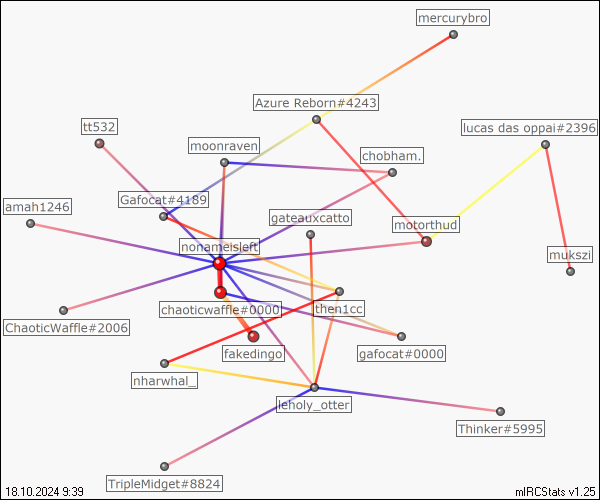 mercurybro
Azure Reborn#4243
tt532
lucas das oppai#2396
moonraven
chobham.
Gafocat#4189
amah1246
gateauxcatto
motorthud
nonameisleft
mukszi
chaoticwaffle#0000
then1cc
ChaoticWaffle#2006
fakedingo
gafocat#0000
nharwhal_
leholy_otter
Thinker#5995
TripleMidget#8824
18.10.2024 9:39
mIRCStats v1.25